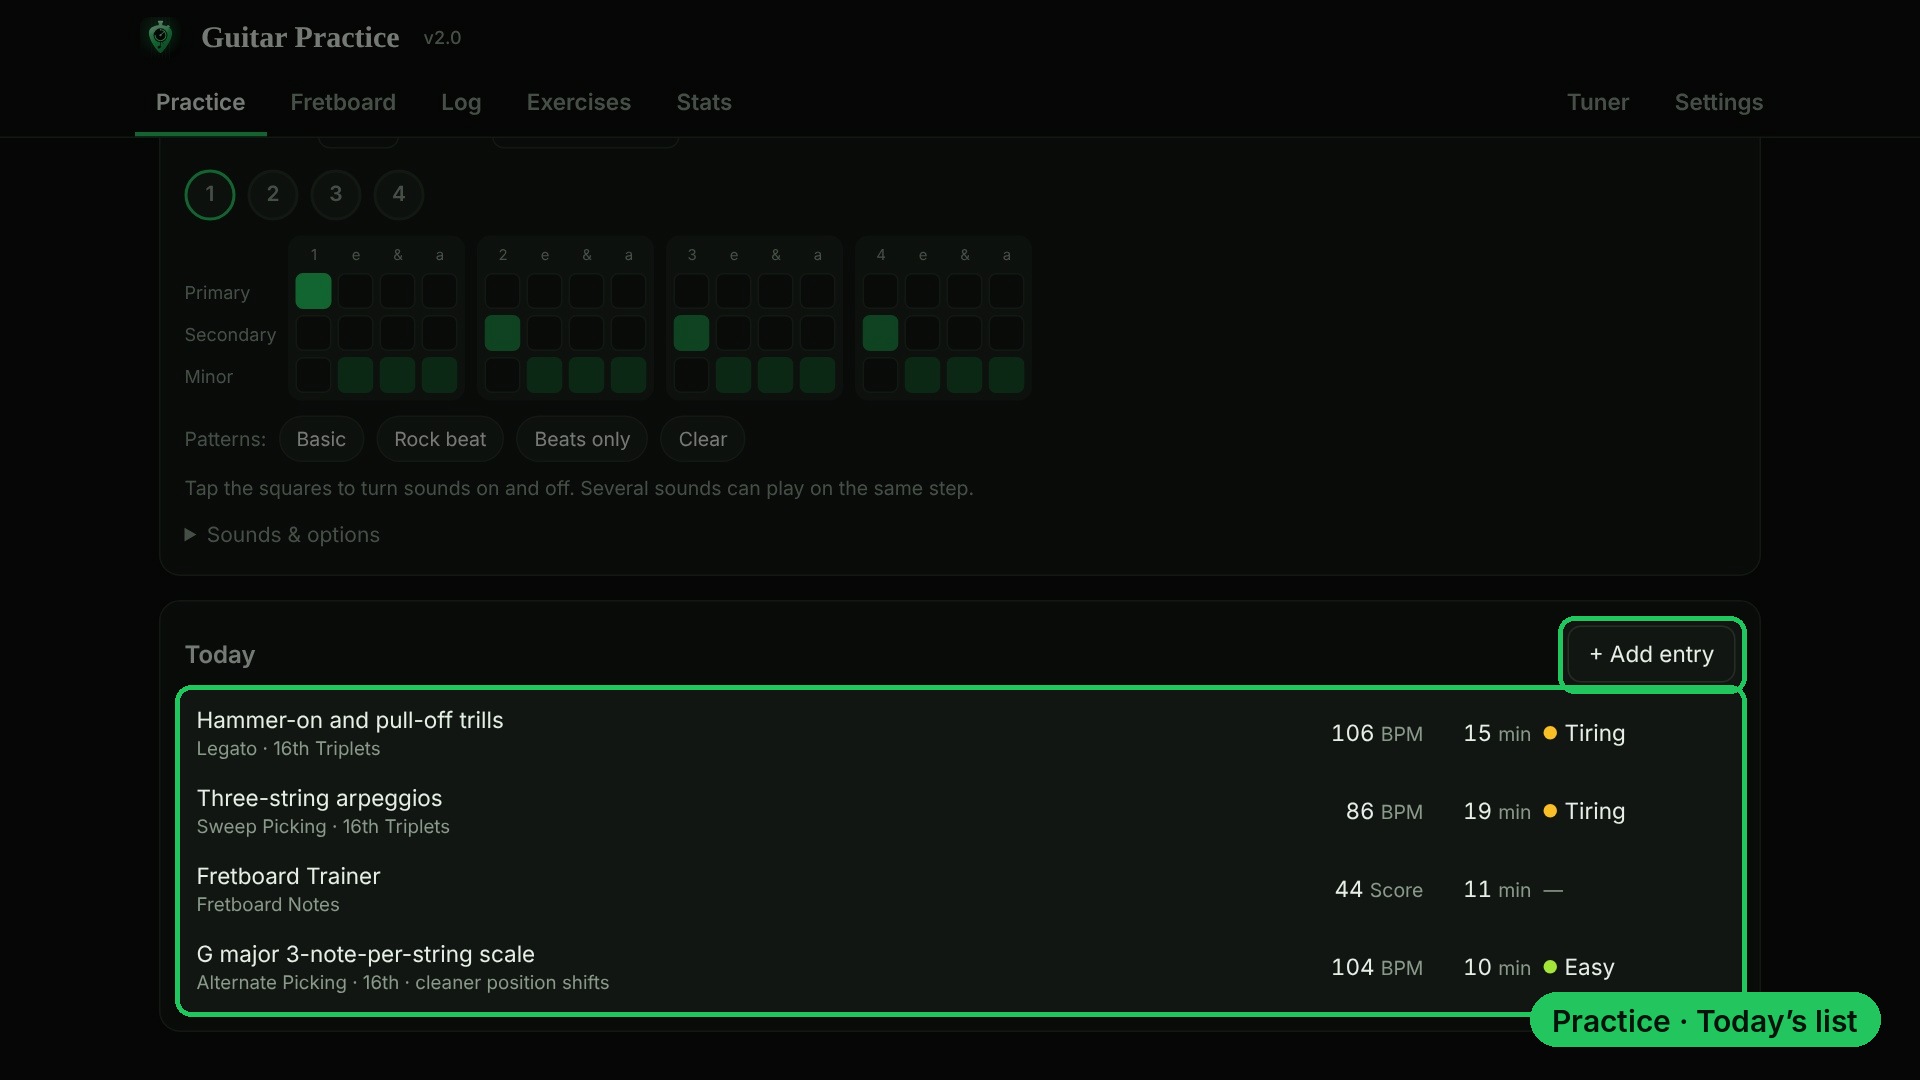 Guitar Practice v2.0
Practice Fretboard Log Exercises Stats Tuner Settings
1 2 3 4
1 e & a 2 e & a 3 e & a 4 e & a
Primary
Secondary
Minor
Patterns: Basic Rock beat Beats only Clear
Tap the squares to turn sounds on and off. Several sounds can play on the same step.
▶ Sounds & options
Today + Add entry
Hammer-on and pull-off trills
Legato · 16th Triplets
106 BPM 15 min Tiring
Three-string arpeggios
Sweep Picking · 16th Triplets
86 BPM 19 min Tiring
Fretboard Trainer
Fretboard Notes
44 Score 11 min —
G major 3-note-per-string scale
Alternate Picking · 16th · cleaner position shifts
104 BPM 10 min Easy
Practice · Today’s list